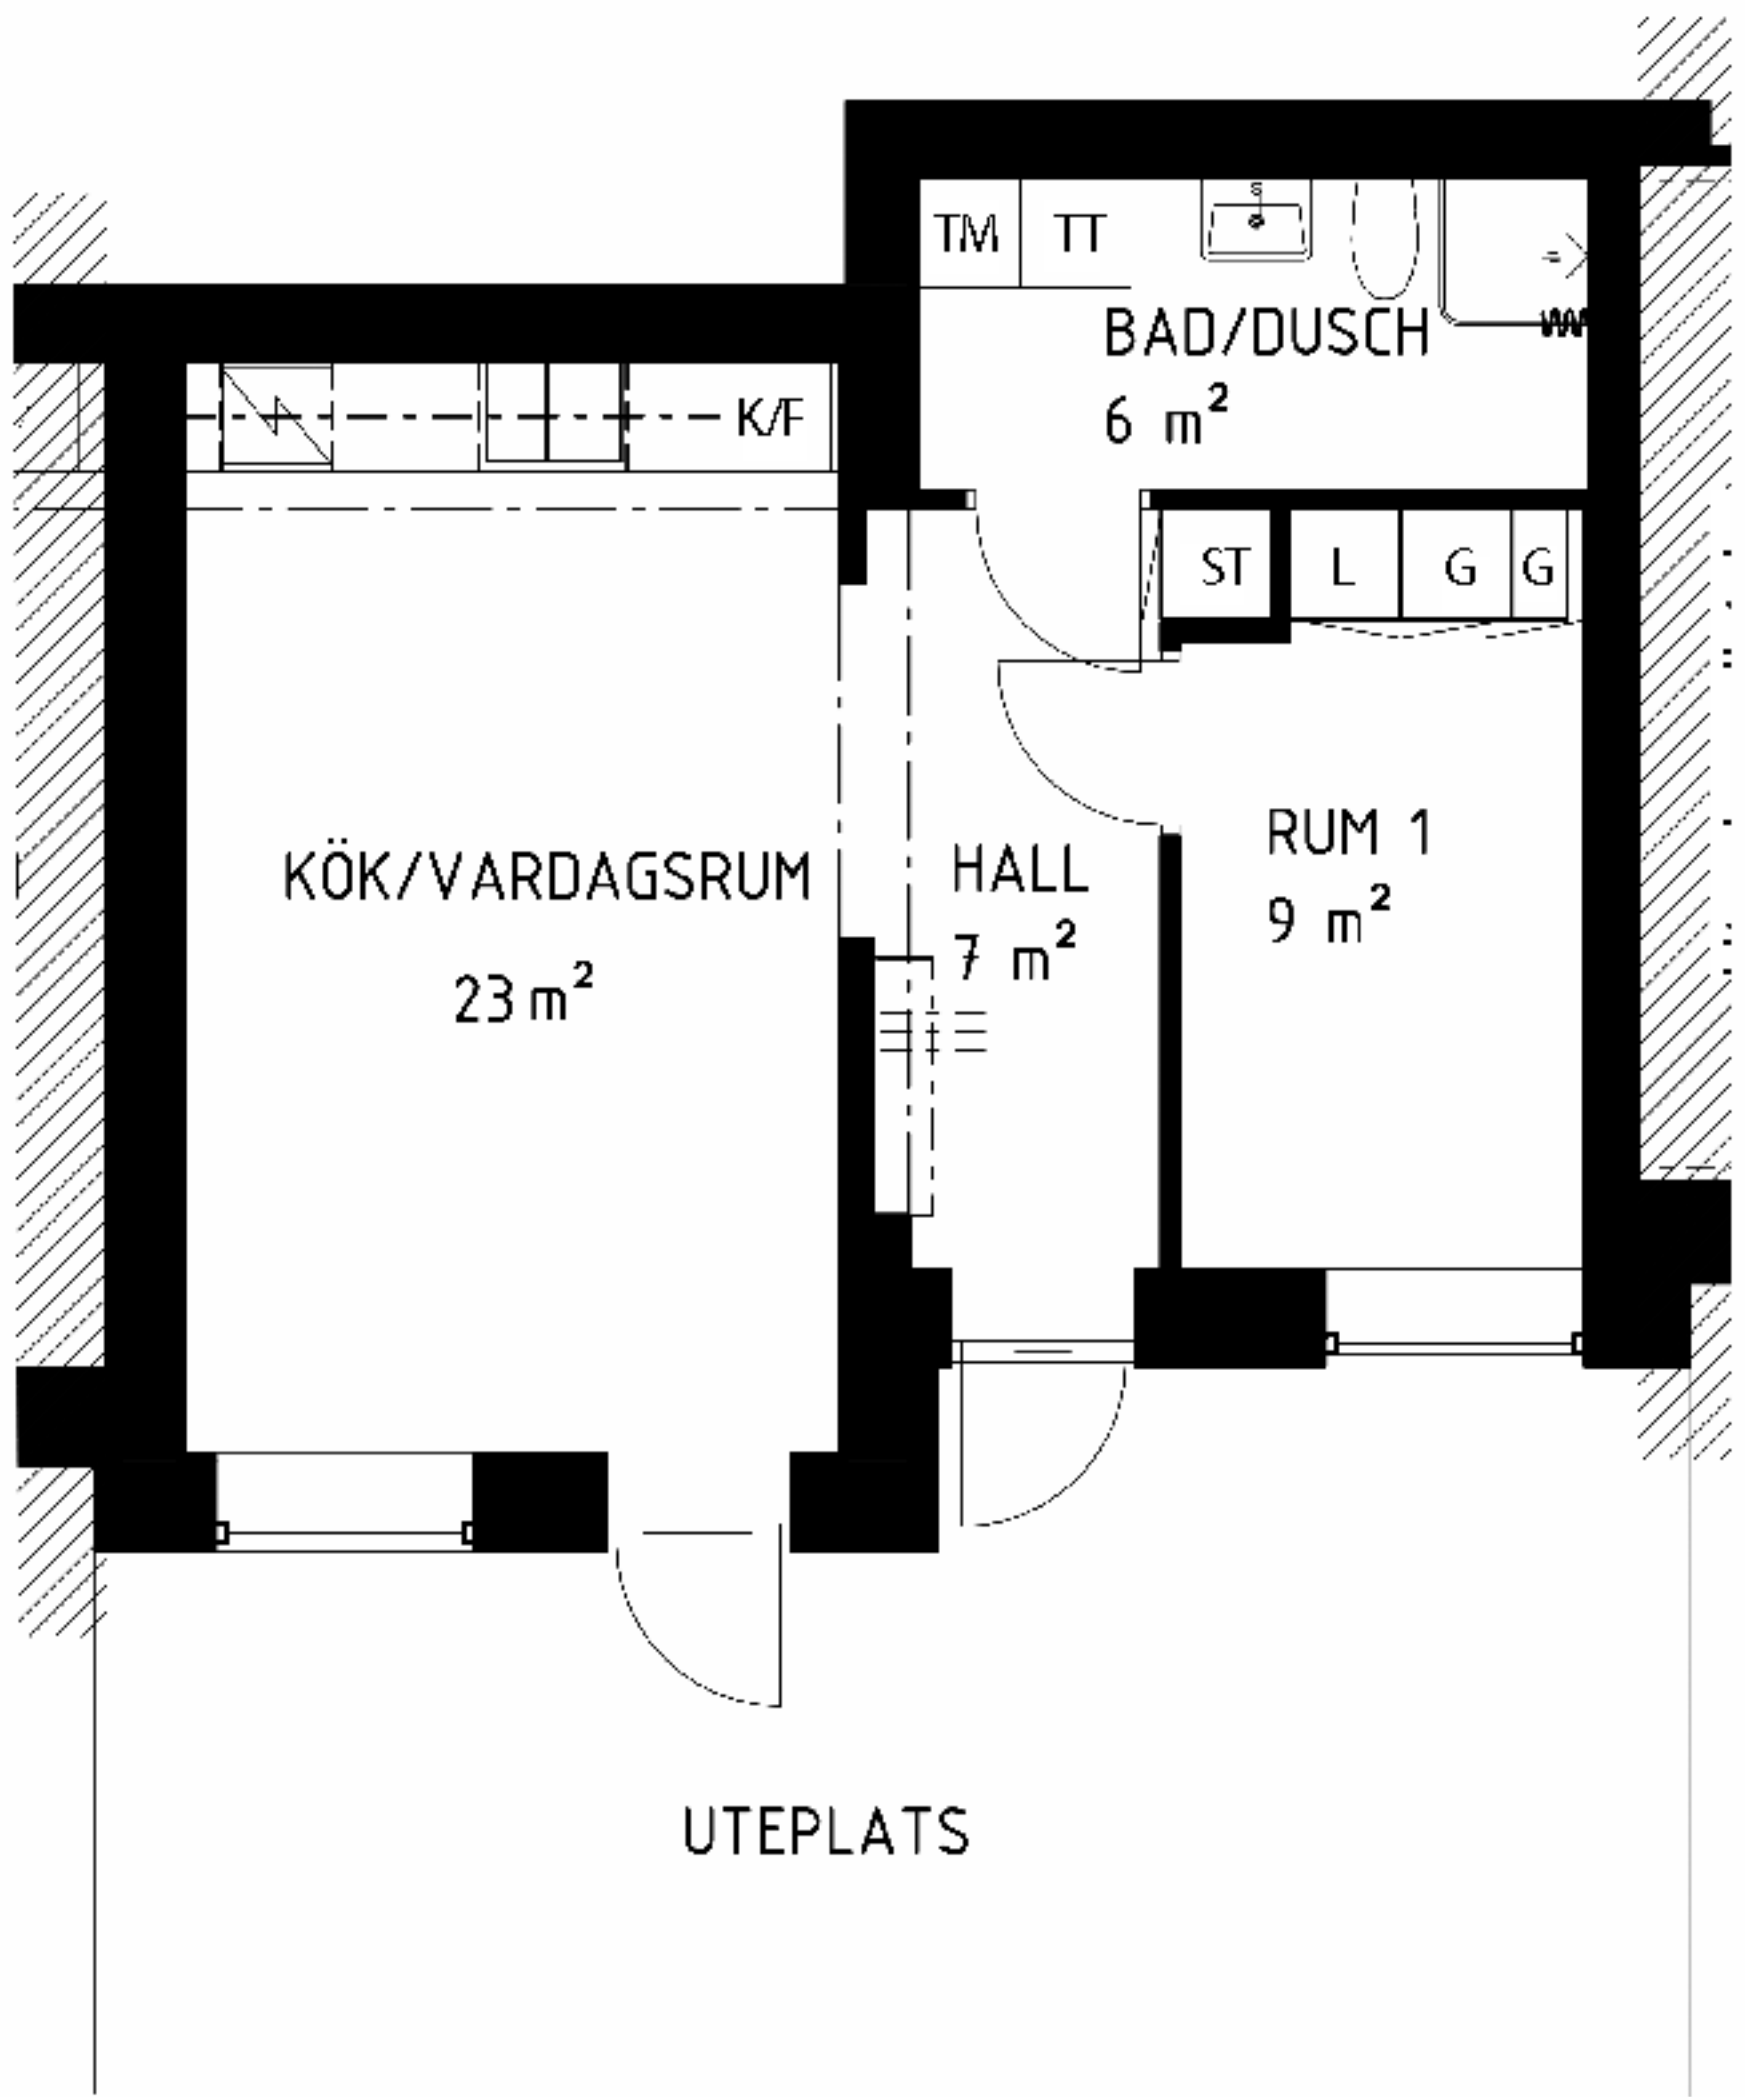 TM TT
S
BAD/DUSCH
6 m²
K/F
ST L G G
RUM 1
9 m²
HALL
7 m²
KÖK/VARDAGSRUM
23 m²
UTEPLATS